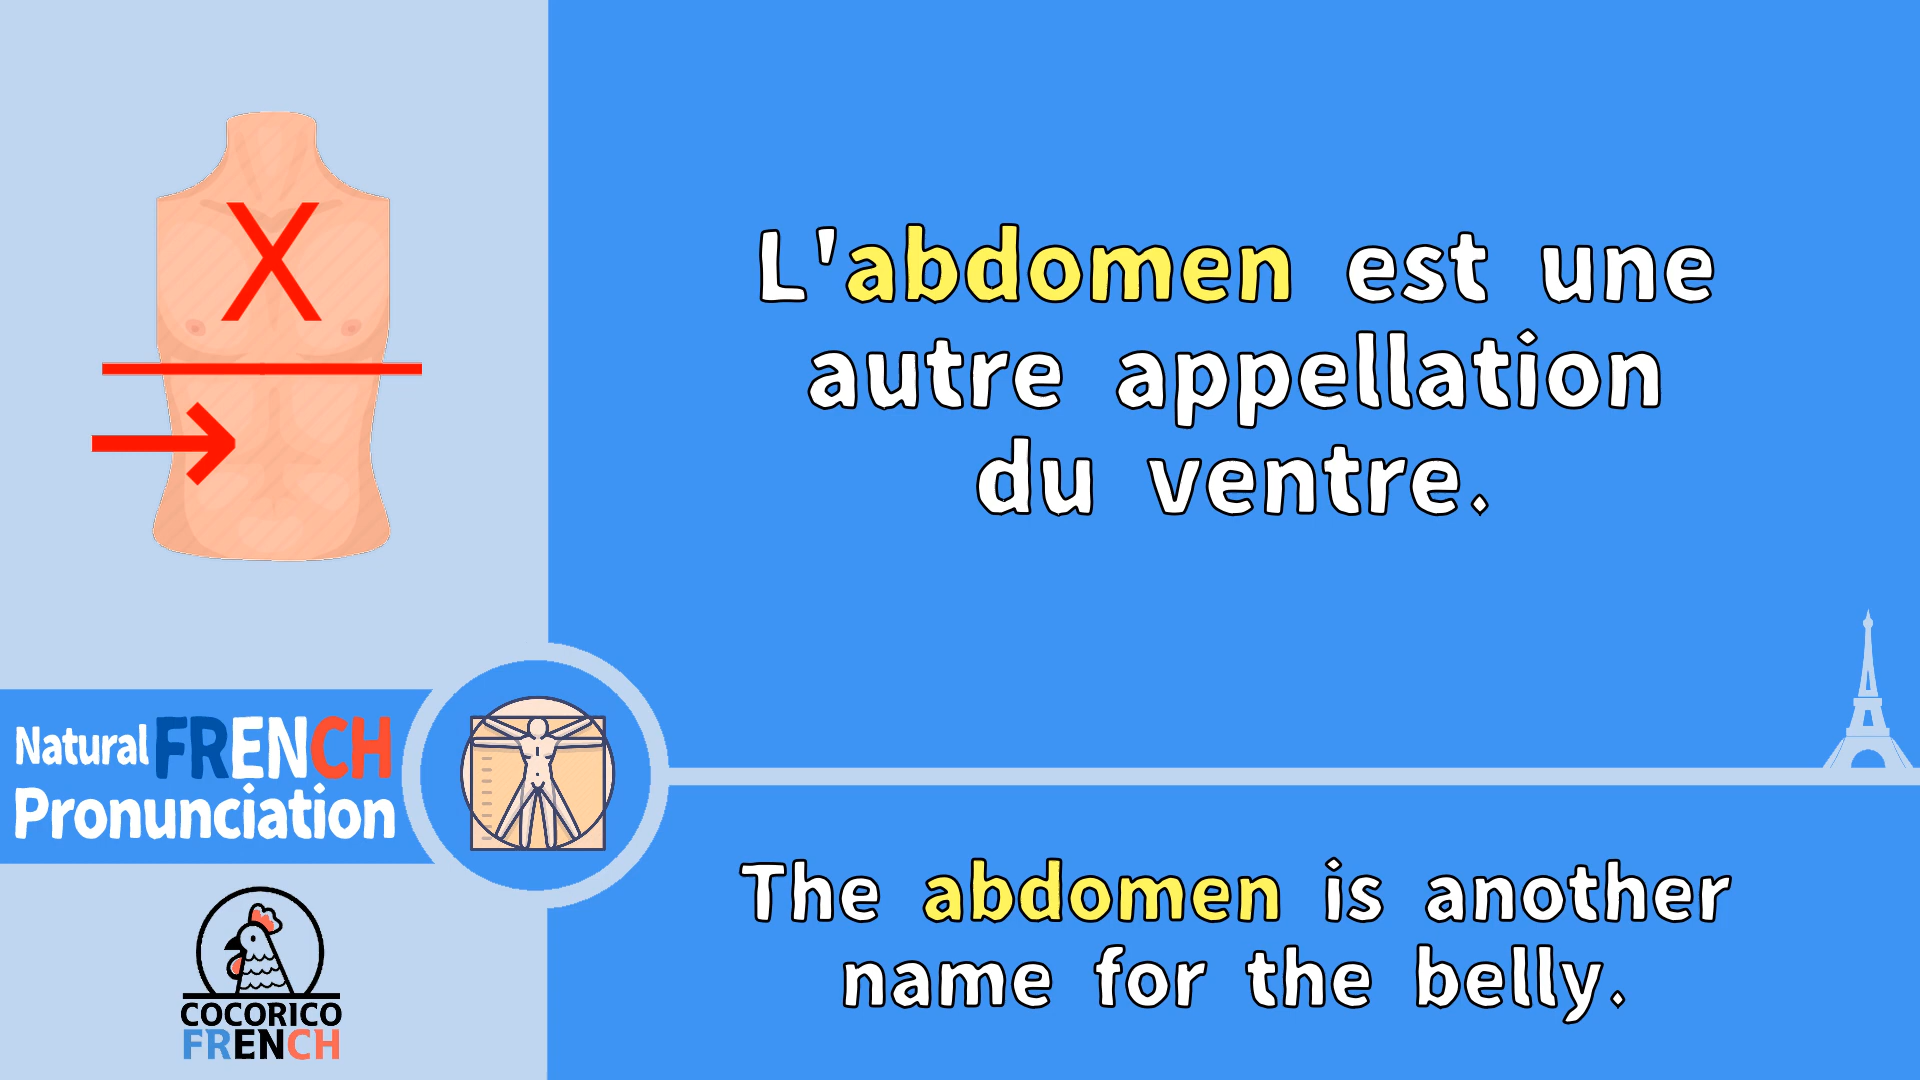 X
L'abdomen est une
autre appellation
du ventre.
Natural FRENCH
Pronunciation
COCORICO
FRENCH
The abdomen is another
name for the belly.